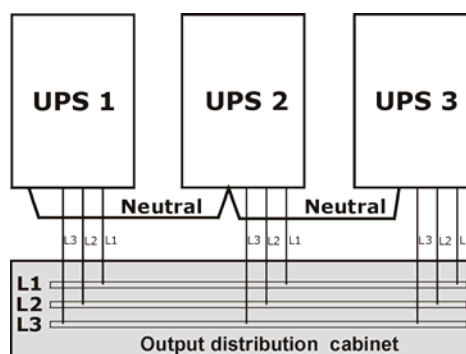 UPS 1 UPS 2 UPS 3
Neutral Neutral
L3 L2 L1 L3 L2 L1 L3 L2
L1
L2
L3
Output distribution cabinet